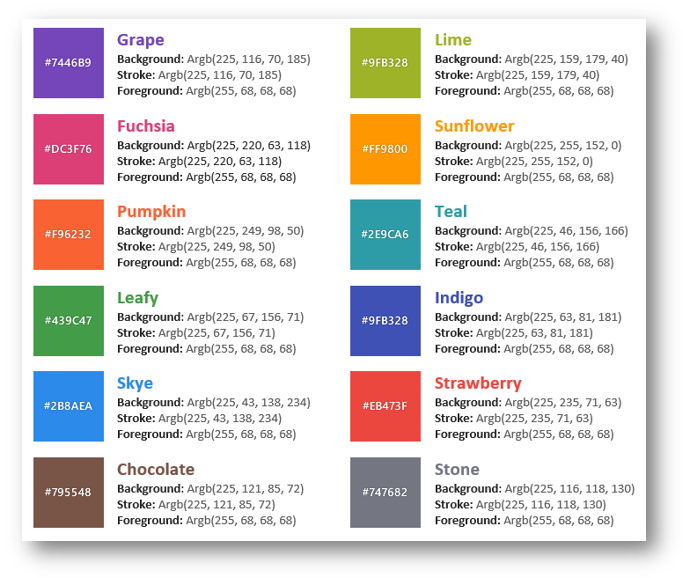 #7446B9
Grape
Background: Argb(225, 116, 70, 185)
Stroke: Argb(225, 116, 70, 185)
Foreground: Argb(255, 68, 68, 68)
#9FB328
Lime
Background: Argb(225, 159, 179, 40)
Stroke: Argb(225, 159, 179, 40)
Foreground: Argb(255, 68, 68, 68)
#DC3F76
Fuchsia
Background: Argb(225, 220, 63, 118)
Stroke: Argb(225, 220, 63, 118)
Foreground: Argb(255, 68, 68, 68)
#FF9800
Sunflower
Background: Argb(225, 255, 152, 0)
Stroke: Argb(225, 255, 152, 0)
Foreground: Argb(255, 68, 68, 68)
#F96232
Pumpkin
Background: Argb(225, 249, 98, 50)
Stroke: Argb(225, 249, 98, 50)
Foreground: Argb(255, 68, 68, 68)
#2E9CA6
Teal
Background: Argb(225, 46, 156, 166)
Stroke: Argb(225, 46, 156, 166)
Foreground: Argb(255, 68, 68, 68)
#439C47
Leafy
Background: Argb(225, 67, 156, 71)
Stroke: Argb(225, 67, 156, 71)
Foreground: Argb(255, 68, 68, 68)
#9FB328
Indigo
Background: Argb(225, 63, 81, 181)
Stroke: Argb(225, 63, 81, 181)
Foreground: Argb(255, 68, 68, 68)
#2B8AEA
Skye
Background: Argb(225, 43, 138, 234)
Stroke: Argb(225, 43, 138, 234)
Foreground: Argb(255, 68, 68, 68)
#EB473F
Strawberry
Background: Argb(225, 235, 71, 63)
Stroke: Argb(225, 235, 71, 63)
Foreground: Argb(255, 68, 68, 68)
#795548
Chocolate
Background: Argb(225, 121, 85, 72)
Stroke: Argb(225, 121, 85, 72)
Foreground: Argb(255, 68, 68, 68)
#747682
Stone
Background: Argb(225, 116, 118, 130)
Stroke: Argb(225, 116, 118, 130)
Foreground: Argb(255, 68, 68, 68)